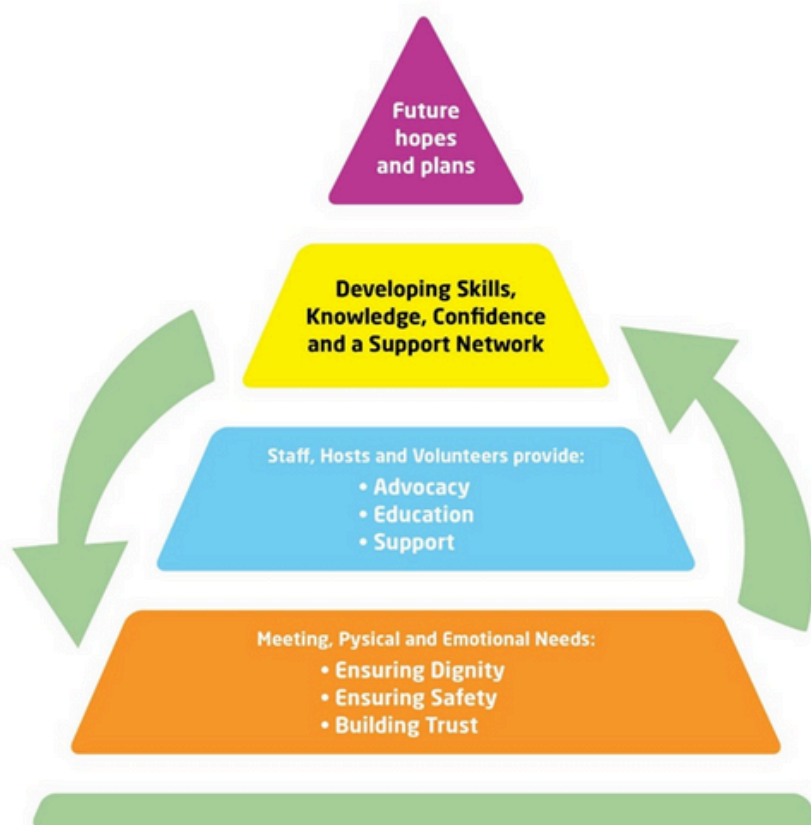 Future
hopes
and plans
Developing Skills,
Knowledge, Confidence
and a Support Network
Staff, Hosts and Volunteers provide:
• Advocacy
• Education
• Support
Meeting, Pysical and Emotional Needs:
• Ensuring Dignity
• Ensuring Safety
• Building Trust